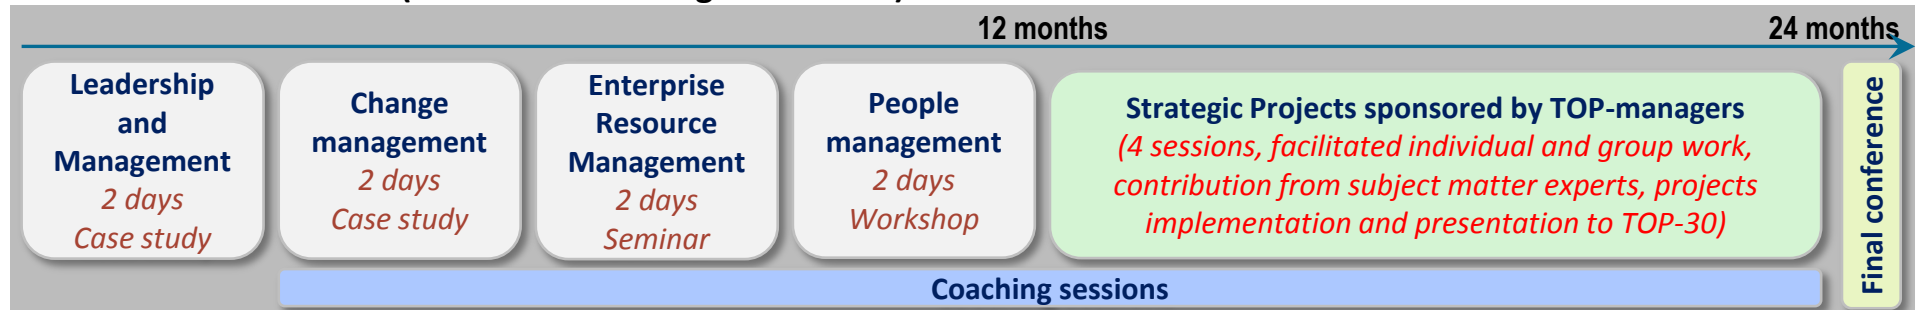 12 months
24 months
Leadership
and
Management
2 days
Case study
Change
management
2 days
Case study
Enterprise
Resource
Management
2 days
Seminar
People
management
2 days
Workshop
Strategic Projects sponsored by TOP-managers
(4 sessions, facilitated individual and group work,
contribution from subject matter experts, projects
implementation and presentation to TOP-30)
Final conference
Coaching sessions